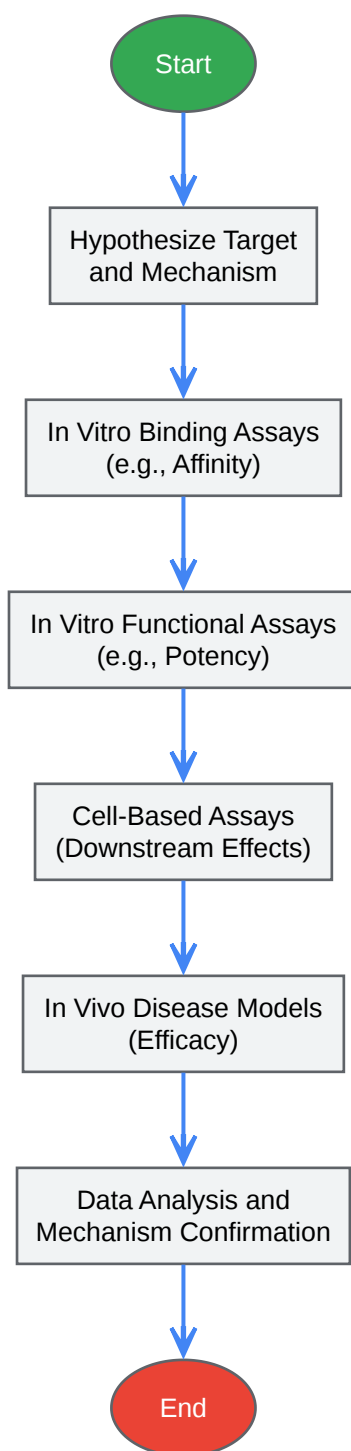 Start
Hypothesize Target
and Mechanism
In Vitro Binding Assays
(e.g., Affinity)
In Vitro Functional Assays
(e.g., Potency)
Cell-Based Assays
(Downstream Effects)
In Vivo Disease Models
(Efficacy)
Data Analysis and
Mechanism Confirmation
End